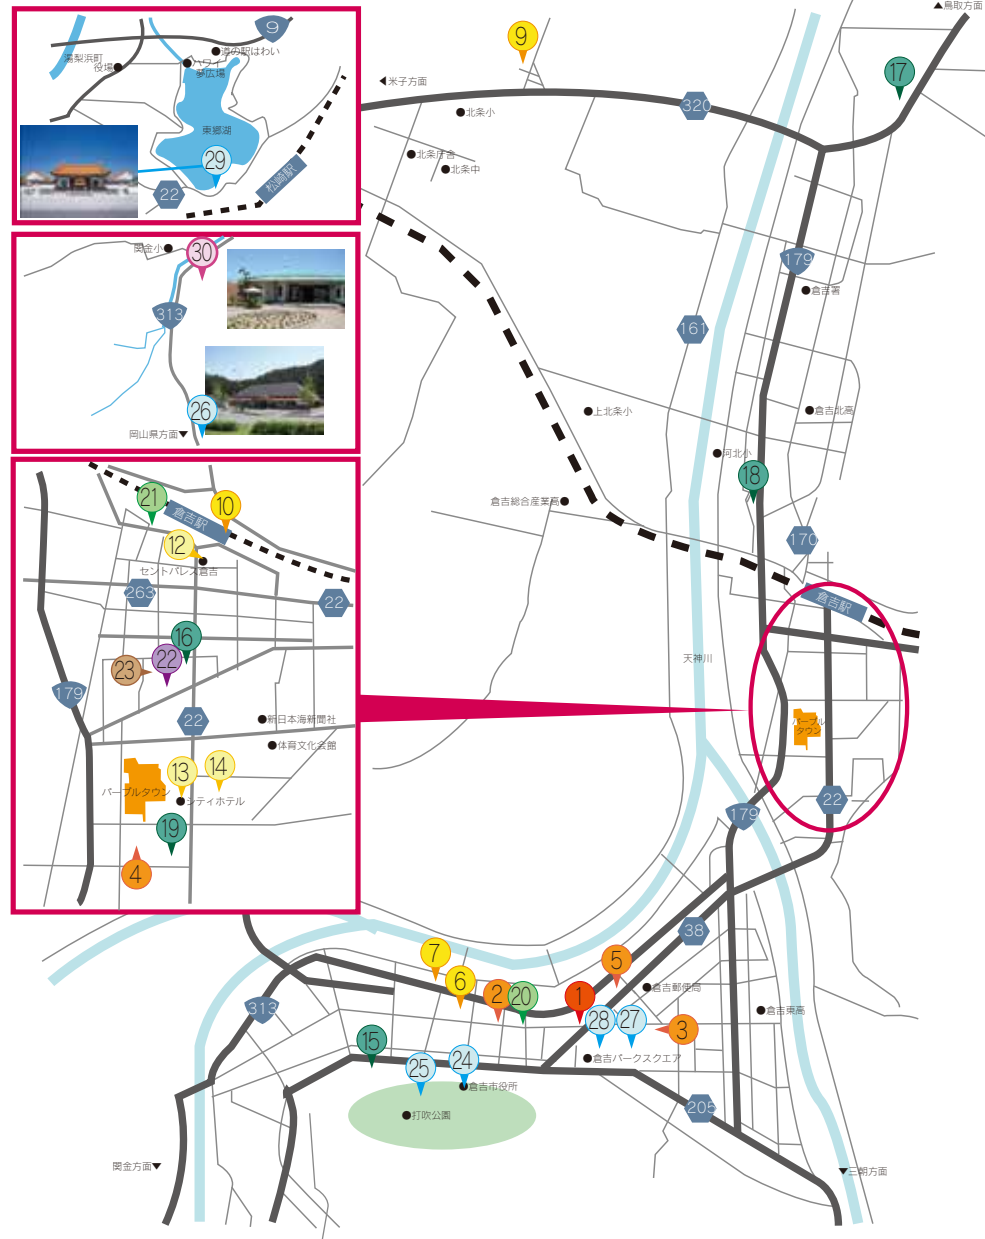 9
道の駅はわい
湯梨浜町
役場
ハワイ
夢広場
東郷湖
29
22
松崎駅
関金小
30
313
26
岡山県方面
21
10
倉吉駅
12
セントパレス倉吉
263
22
16
22
23
179
22
新日本海新聞社
体育文化会館
パープルタウン
13
14
シティホテル
19
4
鳥取方面
9
17
米子方面
320
北条小
北条庁舎
北条中
179
倉吉署
161
上北条小
倉吉北高
河北小
18
倉吉総合産業高
170
倉吉駅
天神川
パープル
タウン
22
179
38
7
5
6
2
20
1
倉吉郵便局
28
27
3
倉吉東高
313
15
25
24
倉吉パークスクエア
倉吉市役所
打吹公園
205
関金方面
三朝方面